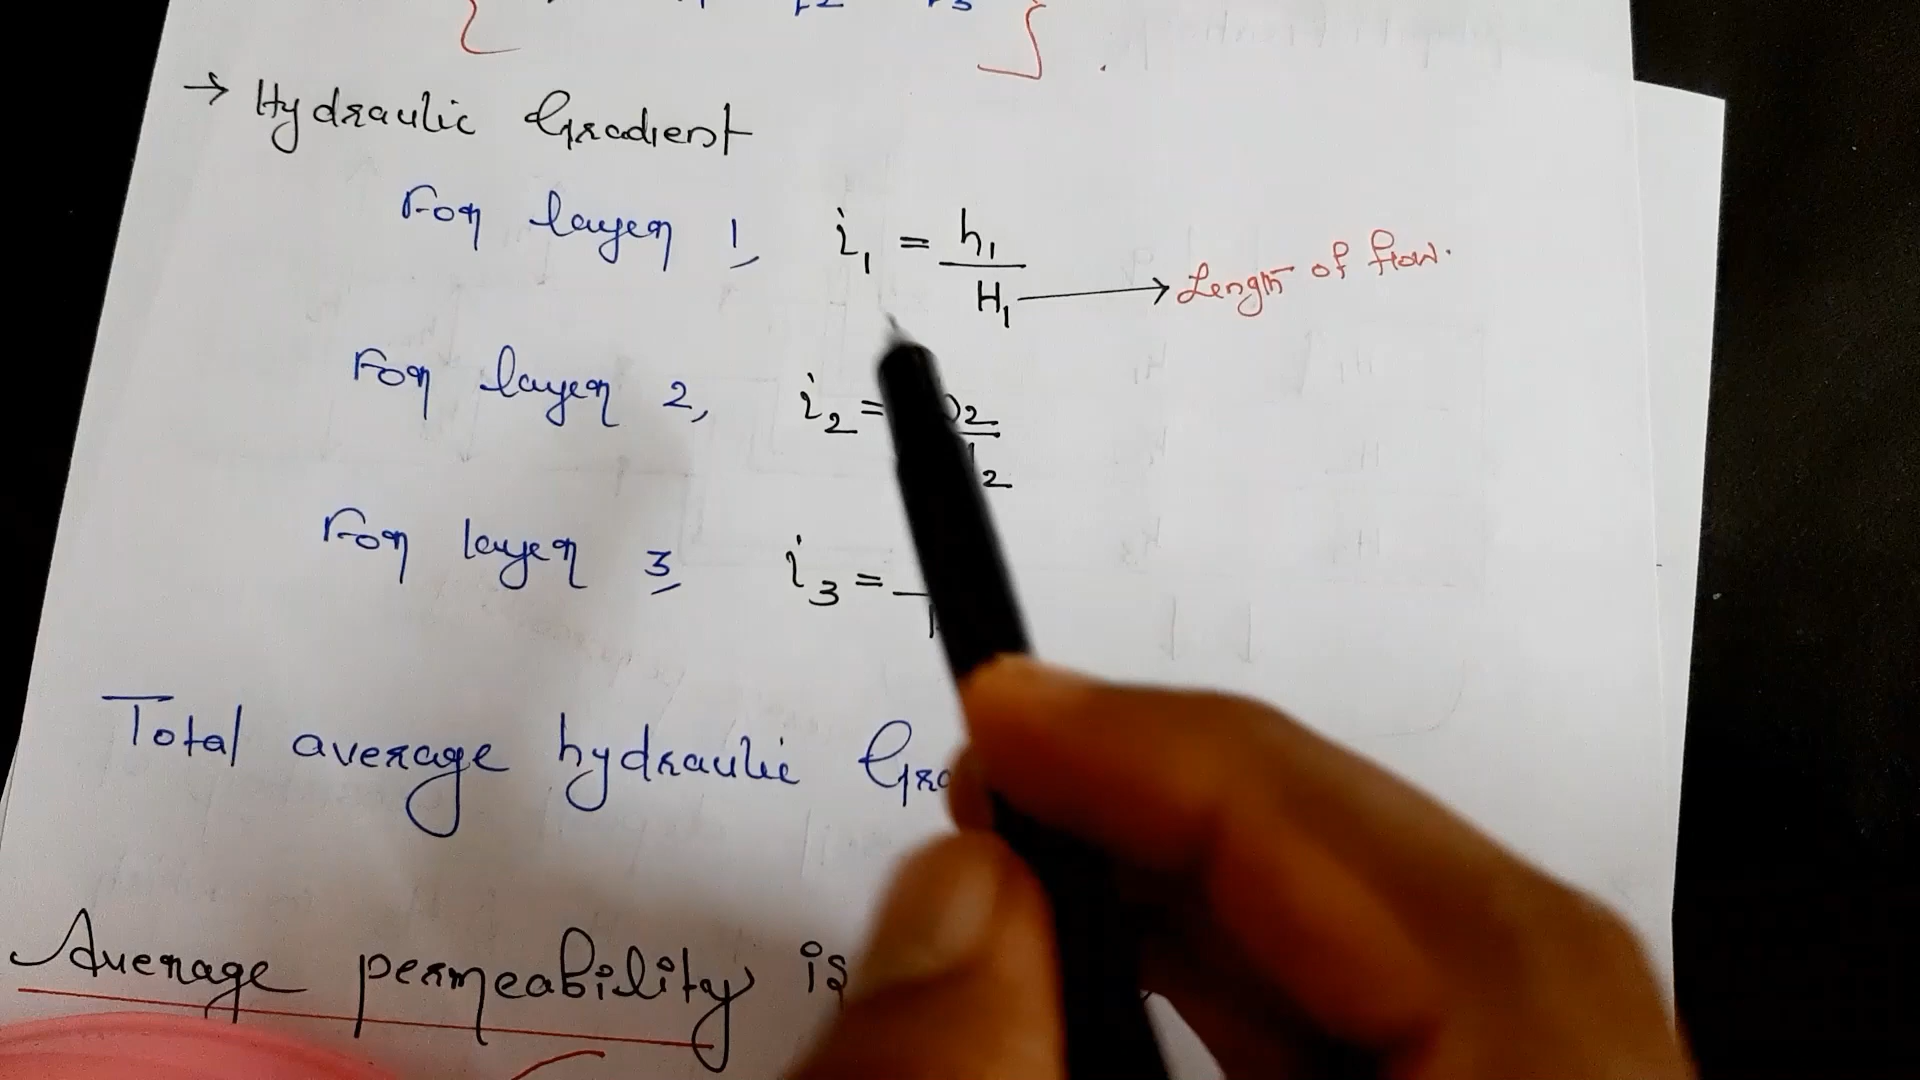 → Hydraulic Gradient
For layer 1, i₁ = h₁ / H₁ → Length of flow.
For layer 2, i₂ =
For layer 3, i₃ =
Total average hydraulic
Average permeability is